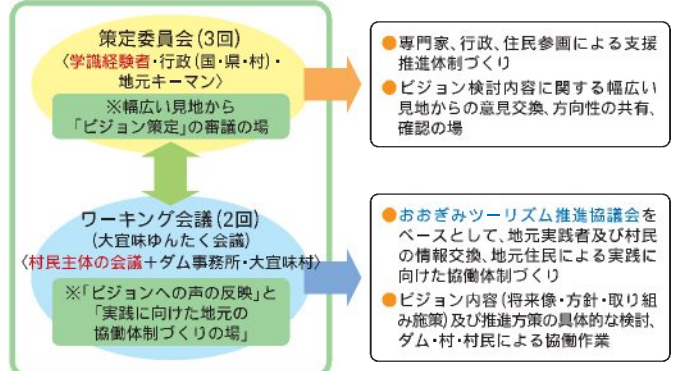 策定委員会(3回)
〈学識経験者・行政(国・県・村)・
地元キーマン〉
※幅広い見地から
「ビジョン策定」の審議の場
●専門家、行政、住民参画による支援
推進体制づくり
●ビジョン検討内容に関する幅広い
見地からの意見交換、方向性の共有、
確認の場
ワーキング会議(2回)
(大宜味ゆんたく会議)
〈村民主体の会議+ダム事務所・大宜味村〉
※「ビジョンへの声の反映」と
「実践に向けた地元の
協働体制づくりの場」
●おおぎみツーリズム推進協議会を
ベースとして、地元実践者及び村民
の情報交換、地元住民による実践に
向けた協働体制づくり
●ビジョン内容(将来像・方針・取り組
み施策)及び推進方策の具体的な検討、
ダム・村・村民による協働作業